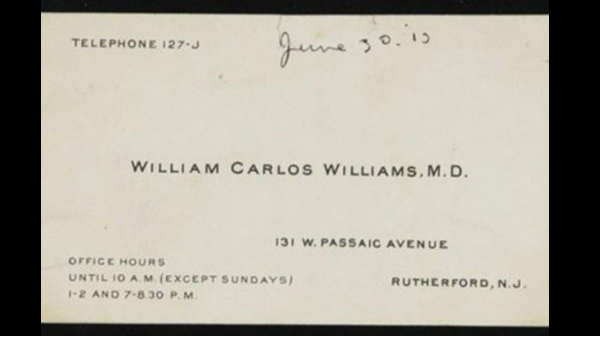 TELEPHONE 127-J
June 30.
WILLIAM CARLOS WILLIAMS, M.D.
131 W. PASSAIC AVENUE
RUTHERFORD, N.J.
OFFICE HOURS
UNTIL 10 A.M. (EXCEPT SUNDAYS)
1-2 AND 7-8.30 P.M.